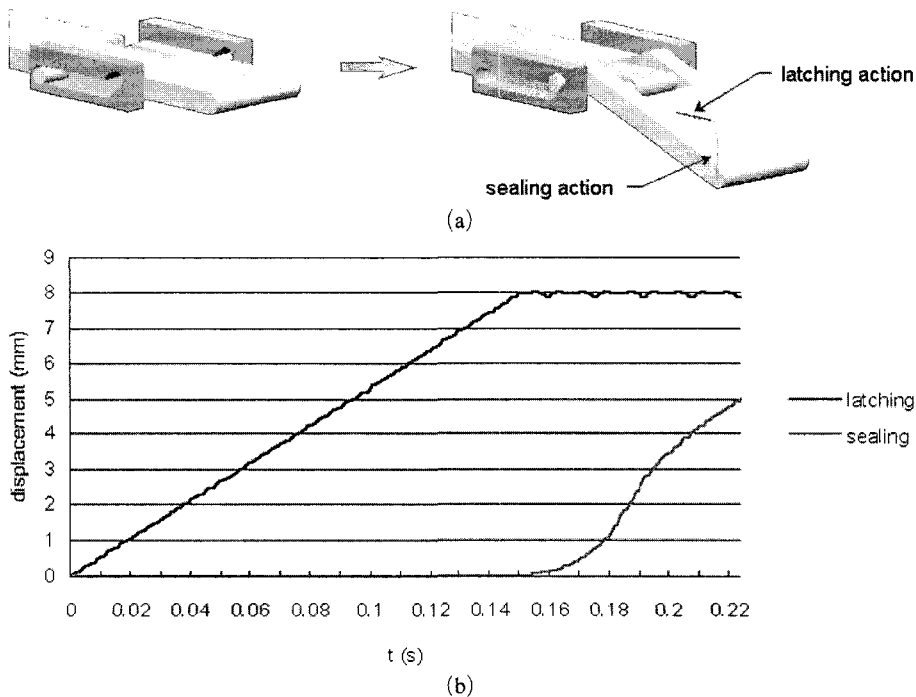 latching action
sealing action
(a)
9
8
7
6
5
4
3
2
1
0
displacement (mm)
latching
sealing
0 0.02 0.04 0.06 0.08 0.1 0.12 0.14 0.16 0.18 0.2 0.22
t (s)
(b)